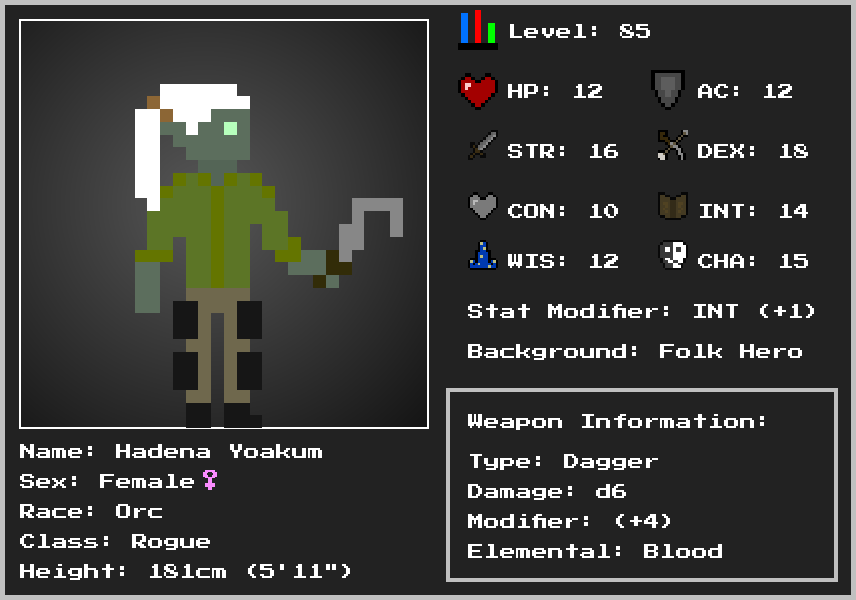 Level: 85
HP: 12
AC: 12
STR: 16
DEX: 18
CON: 10
INT: 14
WIS: 12
CHA: 15
Stat Modifier: INT (+1)
Background: Folk Hero
Weapon Information:
Type: Dagger
Damage: d6
Modifier: (+4)
Elemental: Blood
Name: Hadena Yoakum
Sex: Female♀
Race: Orc
Class: Rogue
Height: 181cm (5'11")